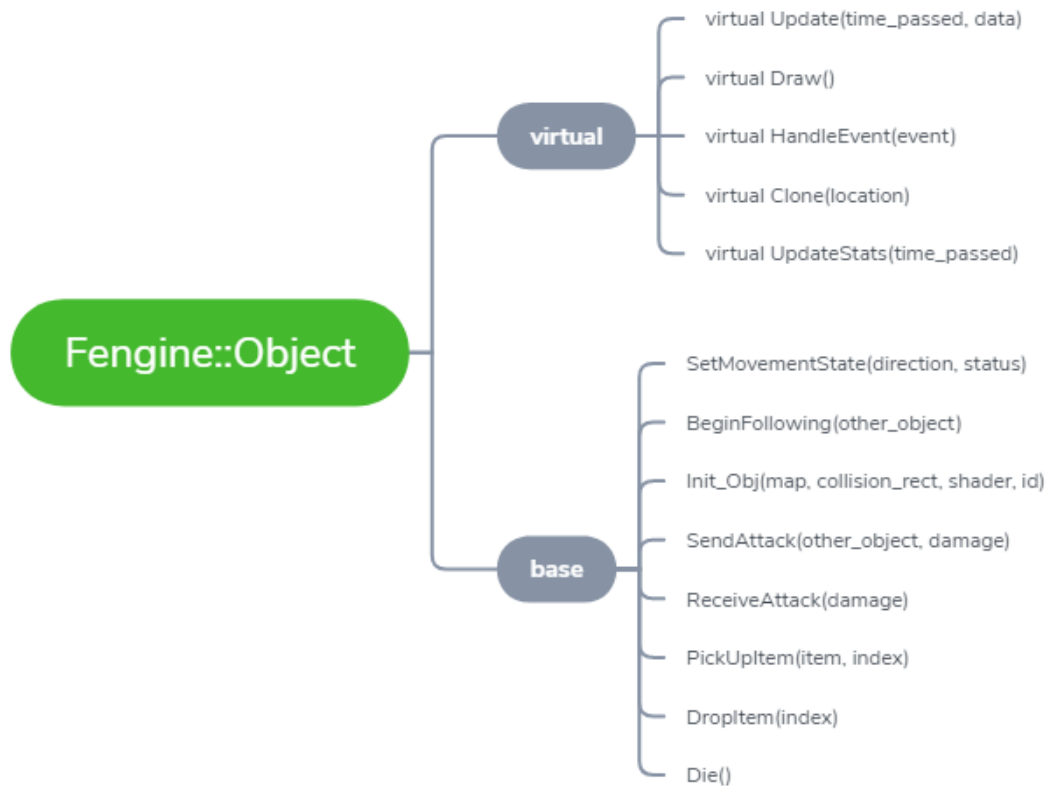 Fengine::Object
virtual
virtual Update(time_passed, data)
virtual Draw()
virtual HandleEvent(event)
virtual Clone(location)
virtual UpdateStats(time_passed)
base
SetMovementState(direction, status)
BeginFollowing(other_object)
Init_Obj(map, collision_rect, shader, id)
SendAttack(other_object, damage)
ReceiveAttack(damage)
PickUpItem(item, index)
DropItem(index)
Die()